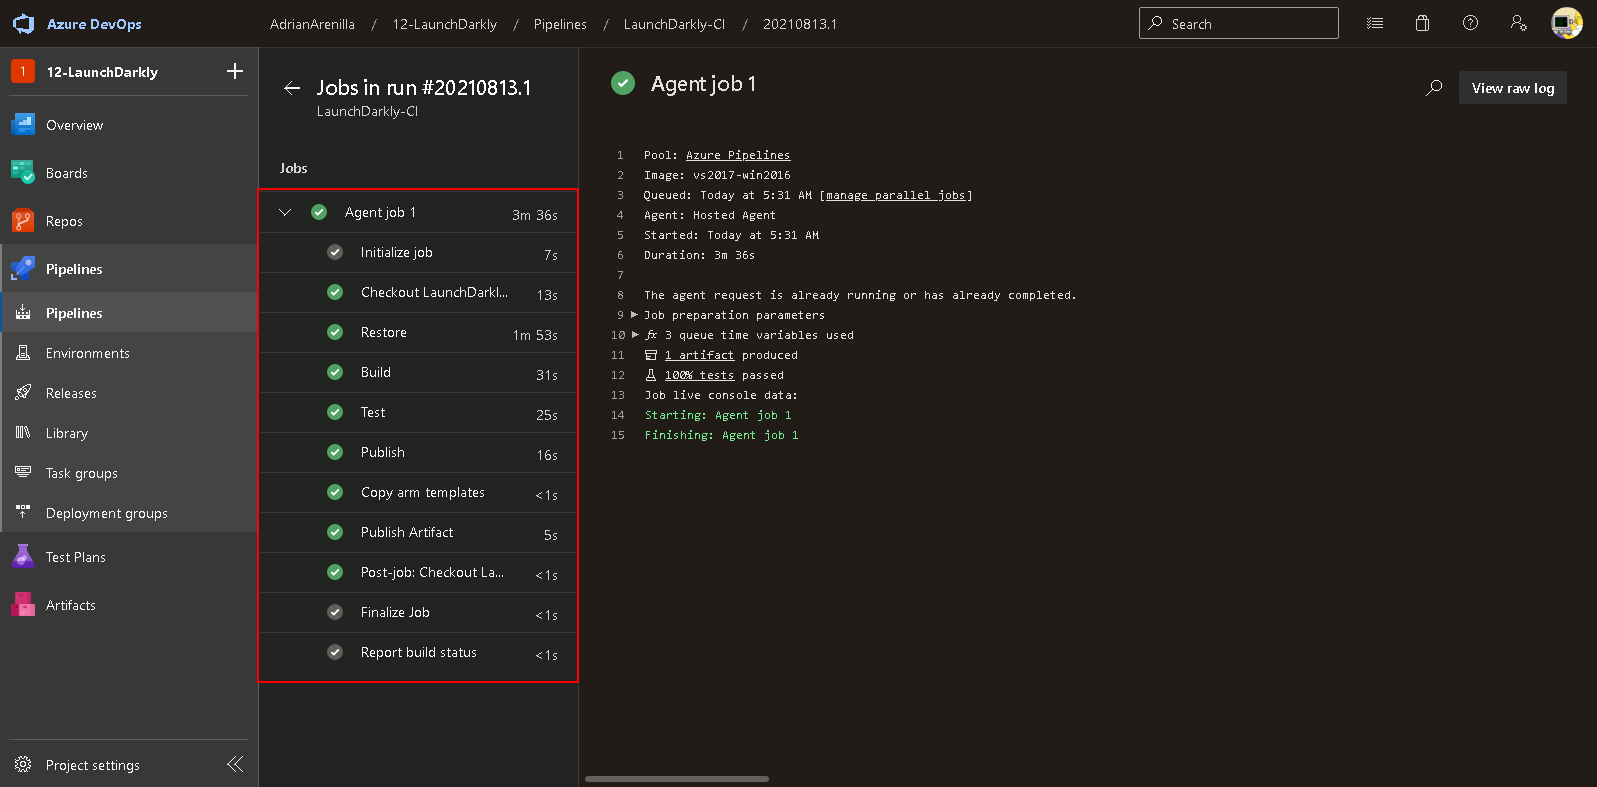 Azure DevOps
AdrianArenilla / 12-LaunchDarkly / Pipelines / LaunchDarkly-CI / 20210813.1
Search
1 12-LaunchDarkly
Overview
Boards
Repos
Pipelines
Pipelines
Environments
Releases
Library
Task groups
Deployment groups
Test Plans
Artifacts
Project settings
Jobs in run #20210813.1
LaunchDarkly-CI
Jobs
Agent job 1 3m 36s
Initialize job 7s
Checkout LaunchDarkl... 13s
Restore 1m 53s
Build 31s
Test 25s
Publish 16s
Copy arm templates <1s
Publish Artifact 5s
Post-job: Checkout La... <1s
Finalize Job <1s
Report build status <1s
Agent job 1
View raw log
1 Pool: Azure Pipelines
2 Image: vs2017-win2016
3 Queued: Today at 5:31 AM [manage parallel jobs]
4 Agent: Hosted Agent
5 Started: Today at 5:31 AM
6 Duration: 3m 36s
7
8 The agent request is already running or has already completed.
9 Job preparation parameters
10 fx 3 queue time variables used
11 1 artifact produced
12 100% tests passed
13 Job live console data:
14 Starting: Agent job 1
15 Finishing: Agent job 1